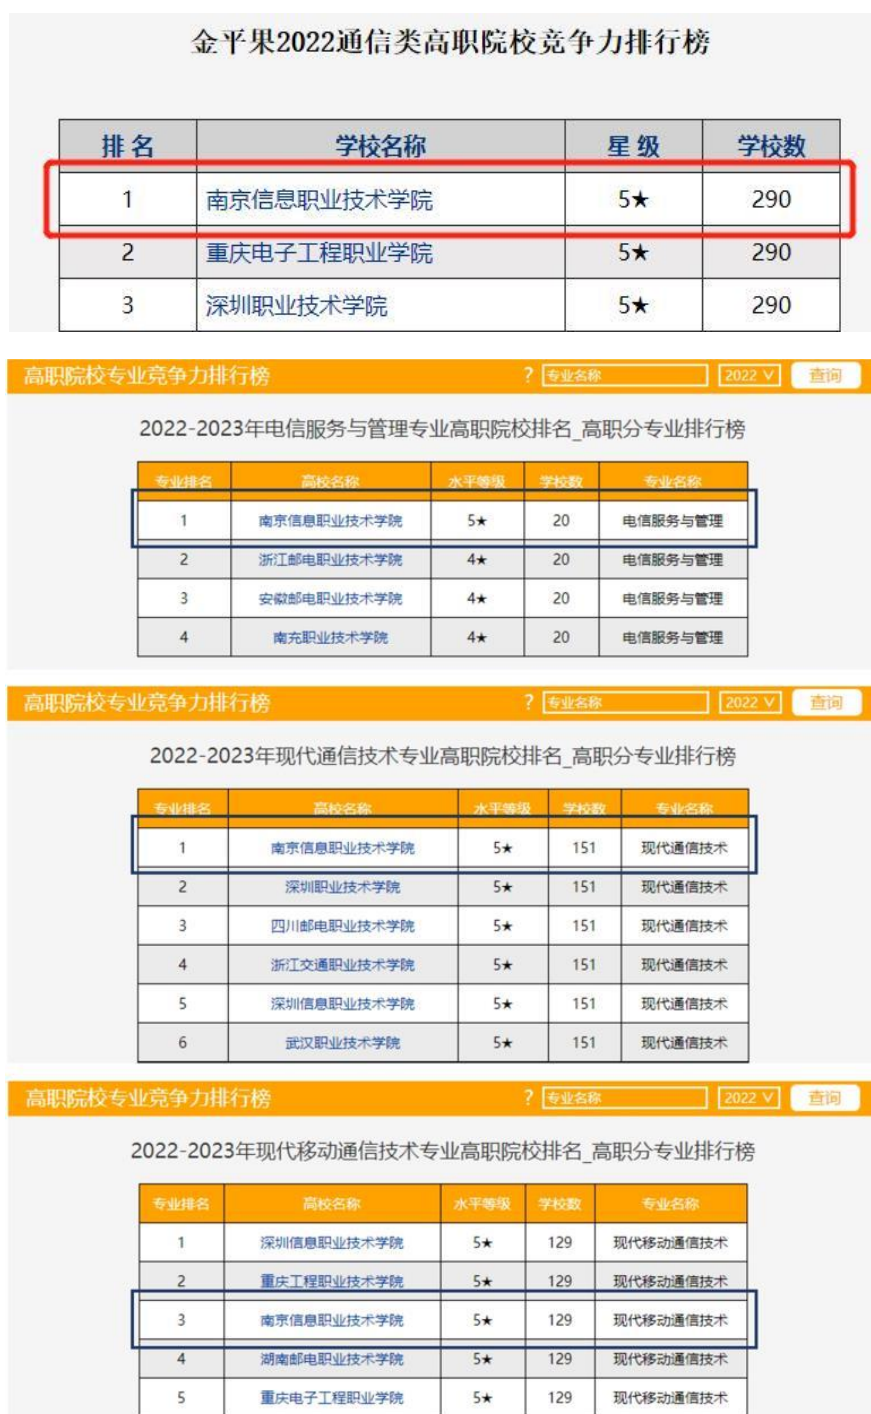 金平果2022通信类高职院校竞争力排行榜
排 名 学校名称 星 级 学校数
1 南京信息职业技术学院 5★ 290
2 重庆电子工程职业学院 5★ 290
3 深圳职业技术学院 5★ 290
高职院校专业竞争力排行榜 ? 专业名称 2022 ∨ 查询
2022-2023年电信服务与管理专业高职院校排名_高职分专业排行榜
专业排名 高校名称 水平等级 学校数 专业名称
1 南京信息职业技术学院 5★ 20 电信服务与管理
2 浙江邮电职业技术学院 4★ 20 电信服务与管理
3 安徽邮电职业技术学院 4★ 20 电信服务与管理
4 南充职业技术学院 4★ 20 电信服务与管理
高职院校专业竞争力排行榜 ? 专业名称 2022 ∨ 查询
2022-2023年现代通信技术专业高职院校排名_高职分专业排行榜
专业排名 高校名称 水平等级 学校数 专业名称
1 南京信息职业技术学院 5★ 151 现代通信技术
2 深圳职业技术学院 5★ 151 现代通信技术
3 四川邮电职业技术学院 5★ 151 现代通信技术
4 浙江交通职业技术学院 5★ 151 现代通信技术
5 深圳信息职业技术学院 5★ 151 现代通信技术
6 武汉职业技术学院 5★ 151 现代通信技术
高职院校专业竞争力排行榜 ? 专业名称 2022 ∨ 查询
2022-2023年现代移动通信技术专业高职院校排名_高职分专业排行榜
专业排名 高校名称 水平等级 学校数 专业名称
1 深圳信息职业技术学院 5★ 129 现代移动通信技术
2 重庆工程职业技术学院 5★ 129 现代移动通信技术
3 南京信息职业技术学院 5★ 129 现代移动通信技术
4 湖南邮电职业技术学院 5★ 129 现代移动通信技术
5 重庆电子工程职业学院 5★ 129 现代移动通信技术